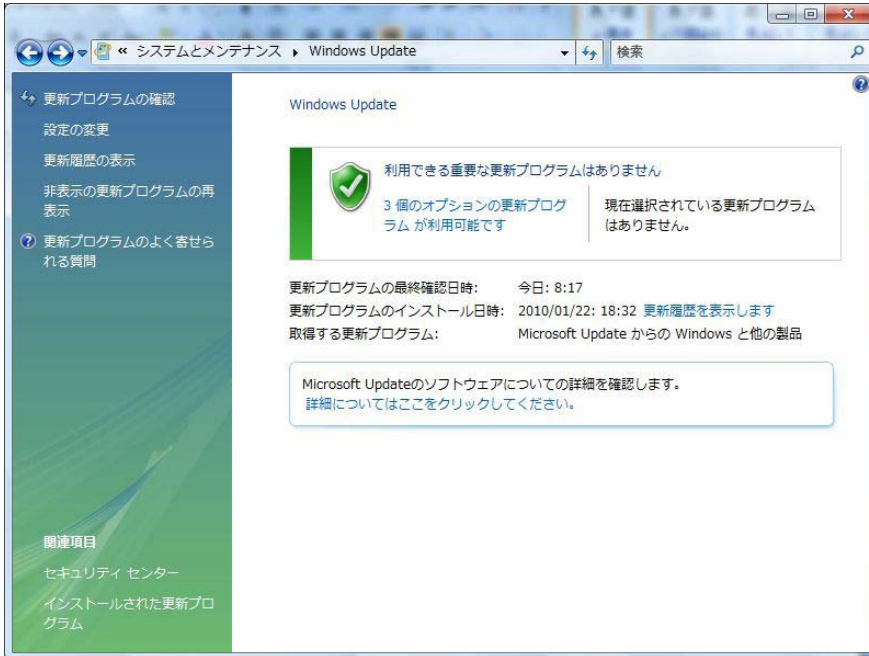 « システムとメンテナンス ▸ Windows Update
検索
更新プログラムの確認
設定の変更
更新履歴の表示
非表示の更新プログラムの再
表示
更新プログラムのよく寄せら
れる質問
関連項目
セキュリティ センター
インストールされた更新プロ
グラム
Windows Update
利用できる重要な更新プログラムはありません
3 個のオプションの更新プログ
ラム が利用可能です
現在選択されている更新プログラム
はありません。
更新プログラムの最終確認日時: 今日: 8:17
更新プログラムのインストール日時: 2010/01/22: 18:32 更新履歴を表示します
取得する更新プログラム: Microsoft Update からの Windows と他の製品
Microsoft Updateのソフトウェアについての詳細を確認します。
詳細についてはここをクリックしてください。